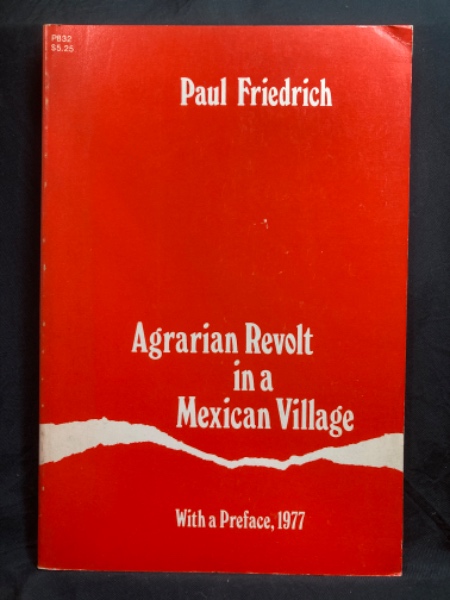 P832
$5.25
Paul Friedrich
Agrarian Revolt
in a
Mexican Village
With a Preface, 1977